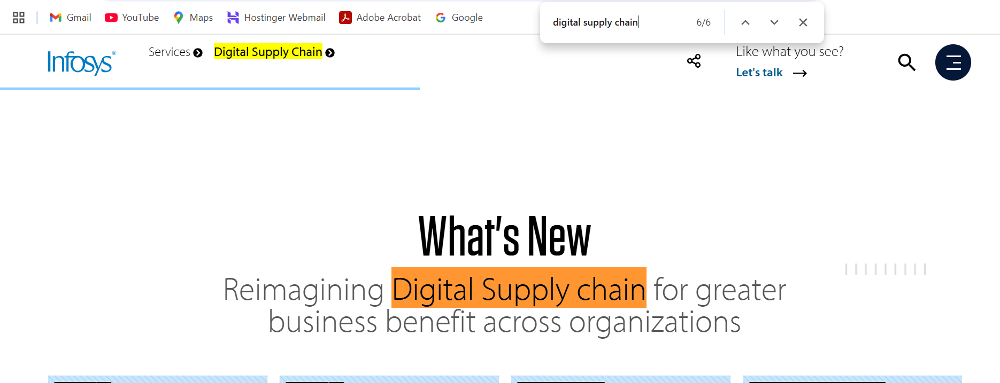 Gmail YouTube Maps Hostinger Webmail Adobe Acrobat Google
digital supply chain 6/6
Infosys®
Services Digital Supply Chain
Like what you see?
Let's talk
What's New
Reimagining Digital Supply chain for greater
business benefit across organizations